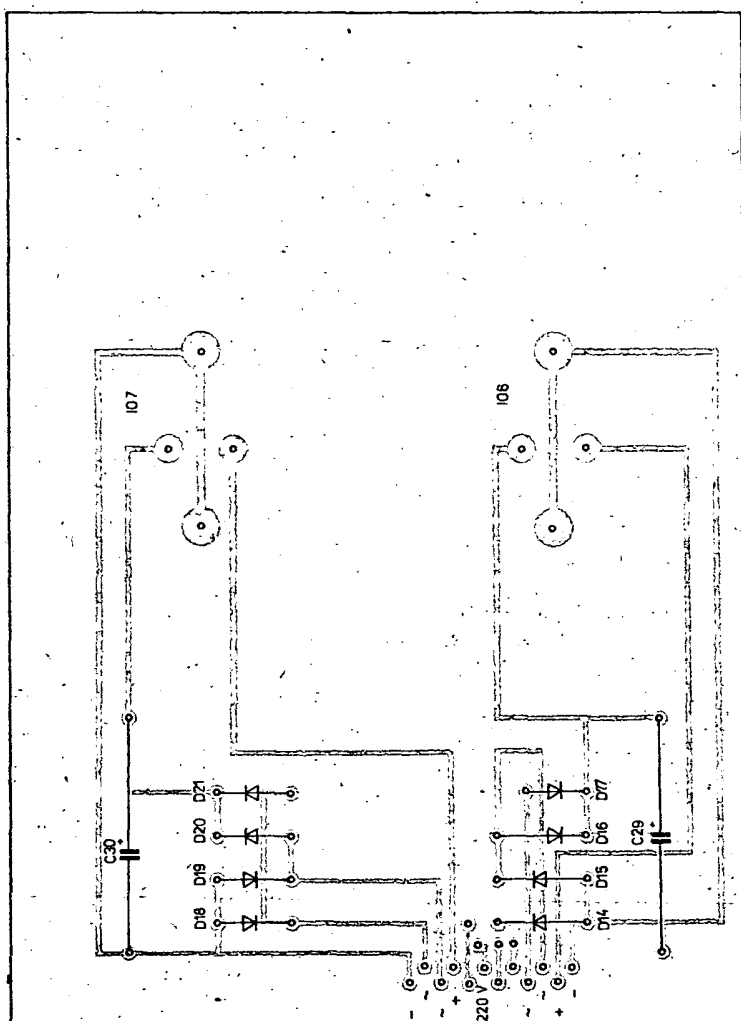 IO7
IO6
D21
D20
D19
D18
C30
+
D17
D16
D15
D14
C29
+
-
~
~
+
220 V
~
~
+
-